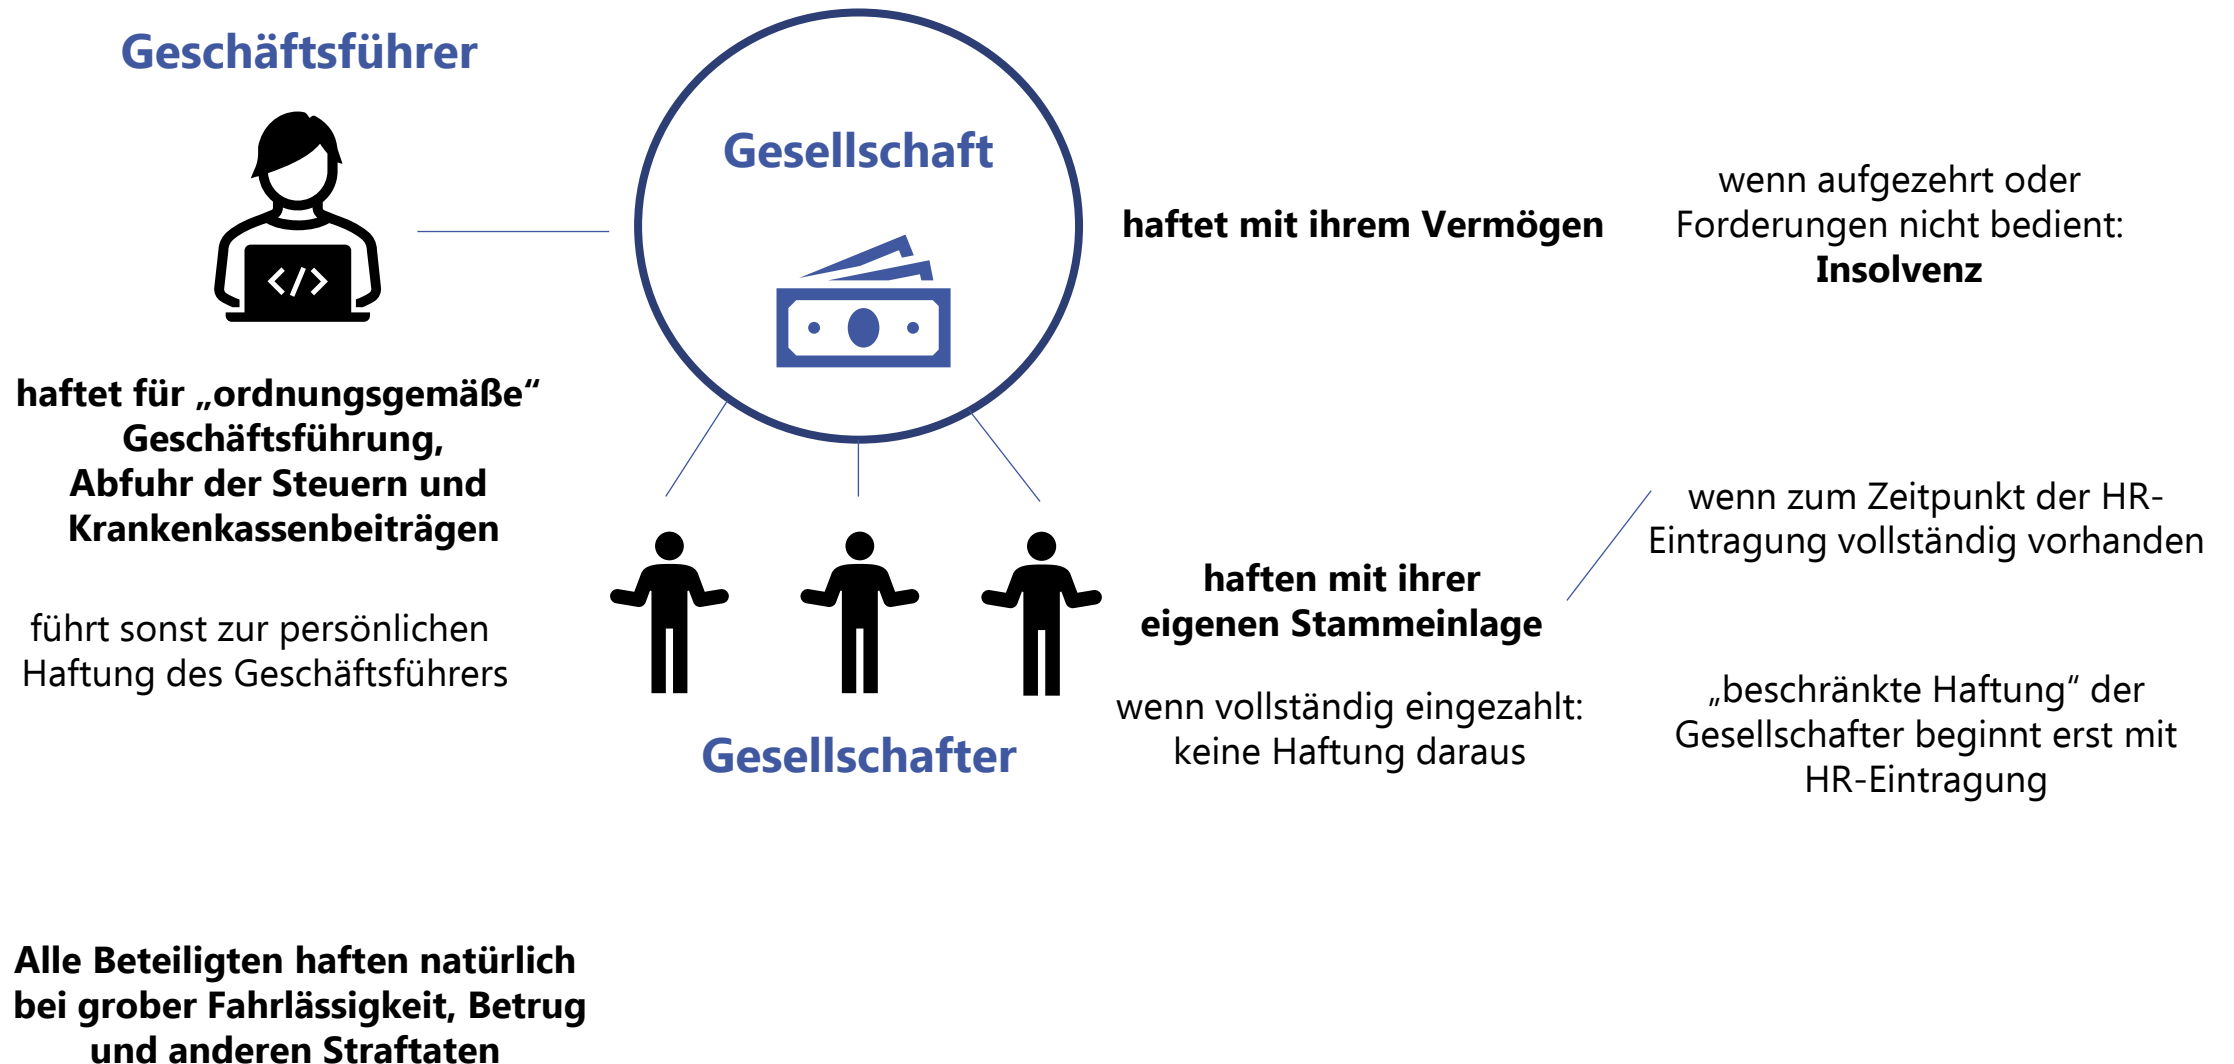 Geschäftsführer
haftet für „ordnungsgemäße“
Geschäftsführung,
Abfuhr der Steuern und
Krankenkassenbeiträgen
führt sonst zur persönlichen
Haftung des Geschäftsführers
Gesellschaft
haftet mit ihrem Vermögen
wenn aufgezehrt oder
Forderungen nicht bedient:
Insolvenz
Gesellschafter
haften mit ihrer
eigenen Stammeinlage
wenn vollständig eingezahlt:
keine Haftung daraus
wenn zum Zeitpunkt der HR-
Eintragung vollständig vorhanden
„beschränkte Haftung“ der
Gesellschafter beginnt erst mit
HR-Eintragung
Alle Beteiligten haften natürlich
bei grober Fahrlässigkeit, Betrug
und anderen Straftaten